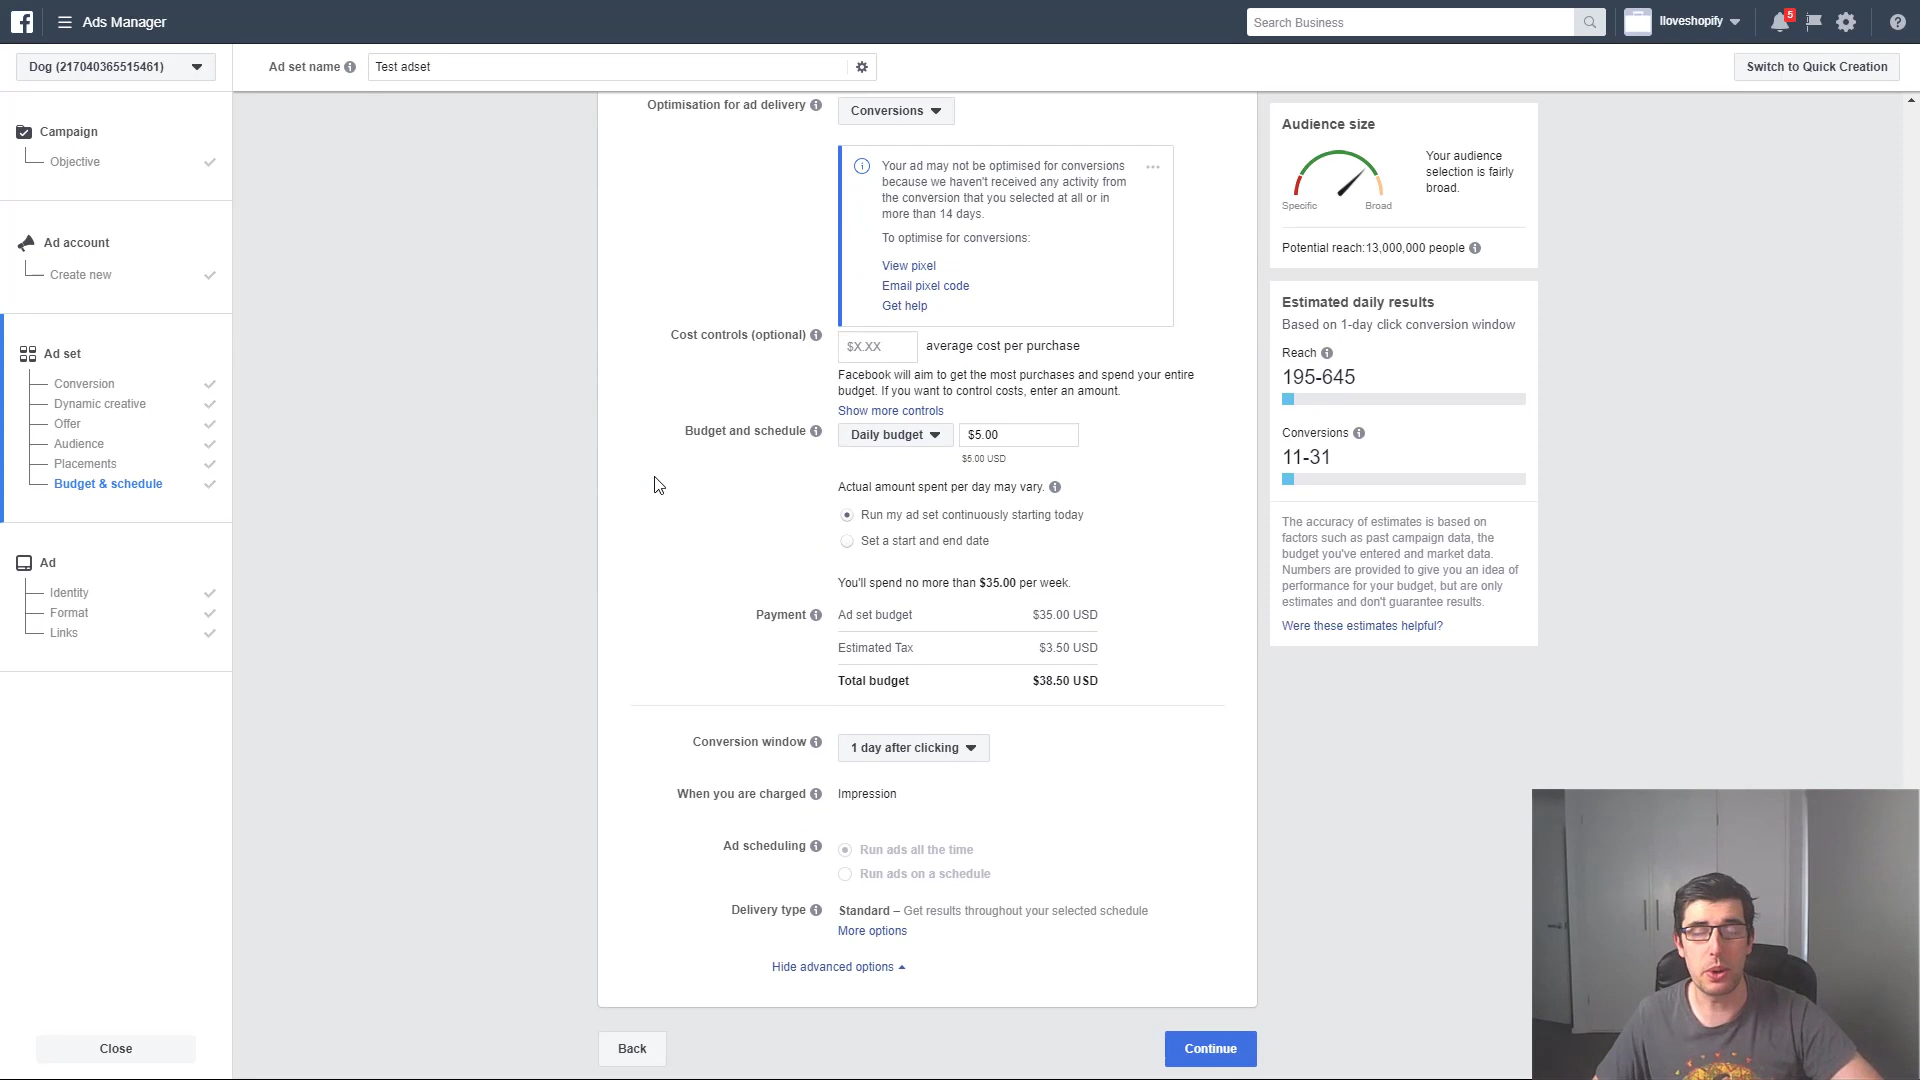 Ads Manager
Search Business
Iloveshopify
5
Dog (217040365515461)
Ad set name
Test adset
Switch to Quick Creation
Campaign
Objective
Ad account
Create new
Ad set
Conversion
Dynamic creative
Offer
Audience
Placements
Budget & schedule
Ad
Identity
Format
Links
Close
Optimisation for ad delivery
Conversions
Your ad may not be optimised for conversions
because we haven't received any activity from
the conversion that you selected at all or in
more than 14 days.
To optimise for conversions:
View pixel
Email pixel code
Get help
Cost controls (optional)
$X.XX
average cost per purchase
Facebook will aim to get the most purchases and spend your entire
budget. If you want to control costs, enter an amount.
Show more controls
Budget and schedule
Daily budget
$5.00
$5.00 USD
Actual amount spent per day may vary.
Run my ad set continuously starting today
Set a start and end date
You'll spend no more than $35.00 per week.
Payment
Ad set budget
$35.00 USD
Estimated Tax
$3.50 USD
Total budget
$38.50 USD
Conversion window
1 day after clicking
When you are charged
Impression
Ad scheduling
Run ads all the time
Run ads on a schedule
Delivery type
Standard – Get results throughout your selected schedule
More options
Hide advanced options
Back
Continue
Audience size
Your audience
selection is fairly
broad.
Specific
Broad
Potential reach:13,000,000 people
Estimated daily results
Based on 1-day click conversion window
Reach
195-645
Conversions
11-31
The accuracy of estimates is based on
factors such as past campaign data, the
budget you've entered and market data.
Numbers are provided to give you an idea of
performance for your budget, but are only
estimates and don't guarantee results.
Were these estimates helpful?